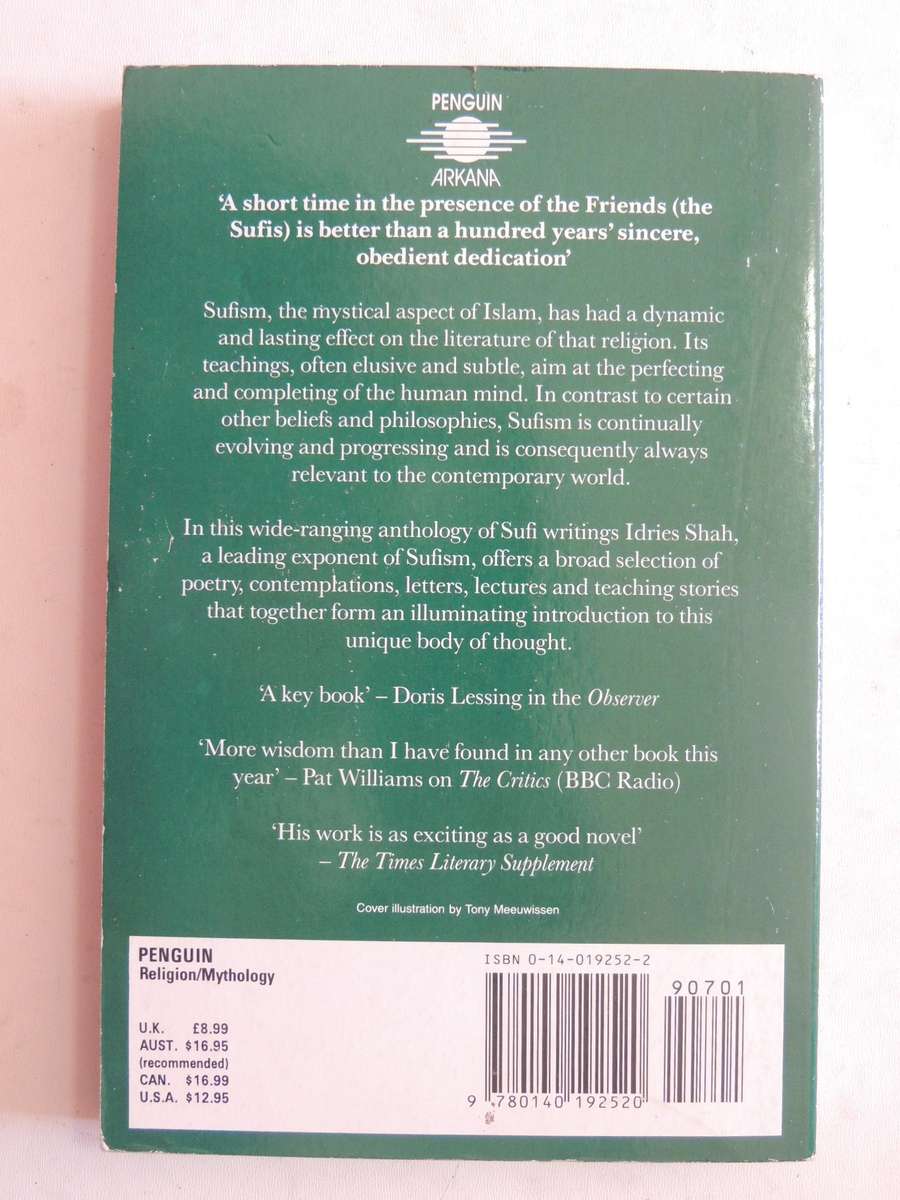 PENGUIN
ARKANA
‘A short time in the presence of the Friends (the
Sufis) is better than a hundred years’ sincere,
obedient dedication’
Sufism, the mystical aspect of Islam, has had a dynamic
and lasting effect on the literature of that religion. Its
teachings, often elusive and subtle, aim at the perfecting
and completing of the human mind. In contrast to certain
other beliefs and philosophies, Sufism is continually
evolving and progressing and is consequently always
relevant to the contemporary world.
In this wide-ranging anthology of Sufi writings Idries Shah,
a leading exponent of Sufism, offers a broad selection of
poetry, contemplations, letters, lectures and teaching stories
that together form an illuminating introduction to this
unique body of thought.
‘A key book’ – Doris Lessing in the Observer
‘More wisdom than I have found in any other book this
year’ – Pat Williams on The Critics (BBC Radio)
‘His work is as exciting as a good novel’
– The Times Literary Supplement
Cover illustration by Tony Meeuwissen
PENGUIN
Religion/Mythology
U.K. £8.99
AUST. $16.95
(recommended)
CAN. $16.99
U.S.A. $12.95
ISBN 0-14-019252-2
90701
9 780140 192520